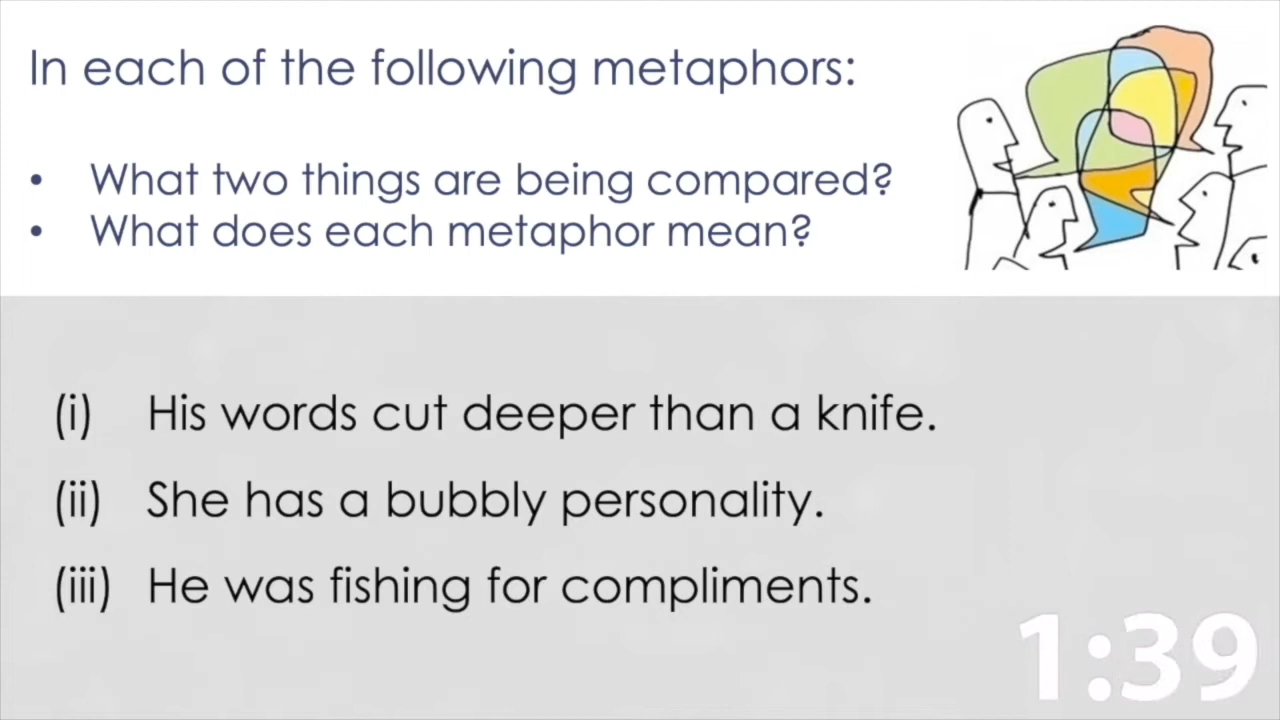 In each of the following metaphors:
• What two things are being compared?
• What does each metaphor mean?
(i) His words cut deeper than a knife.
(ii) She has a bubbly personality.
(iii) He was fishing for compliments.
1:39